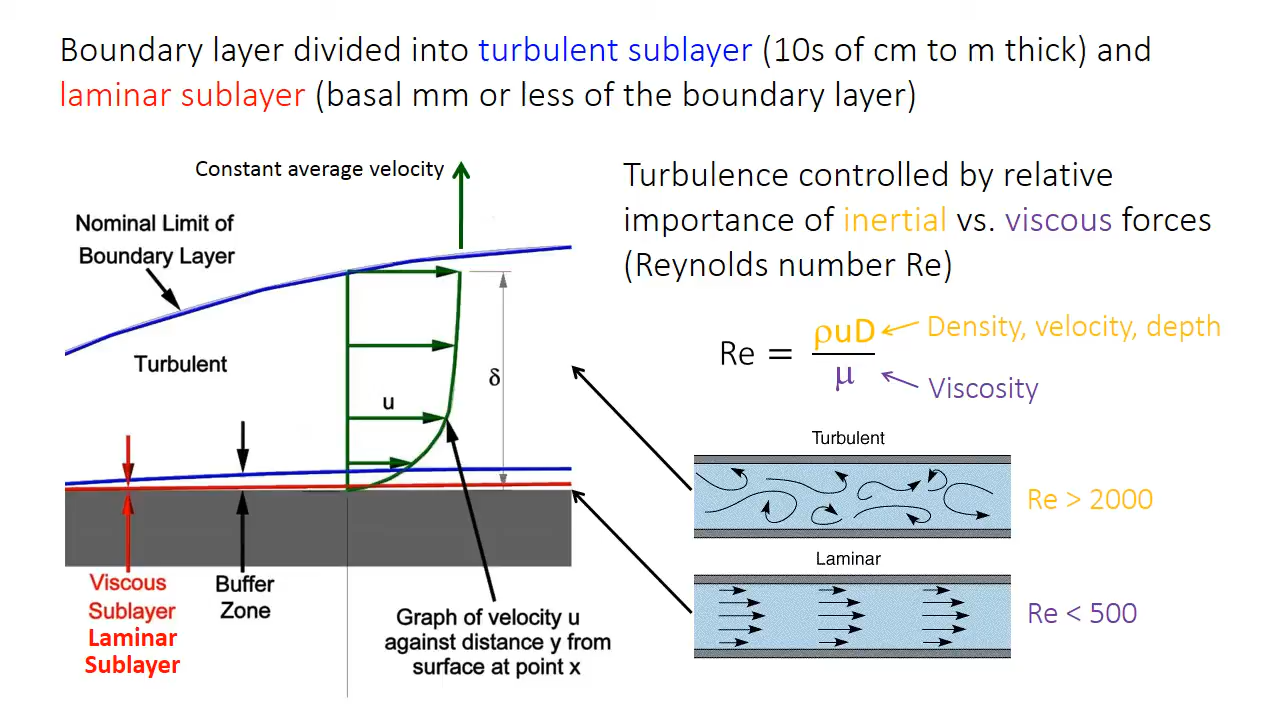 Boundary layer divided into turbulent sublayer (10s of cm to m thick) and
laminar sublayer (basal mm or less of the boundary layer)
Constant average velocity
Nominal Limit of
Boundary Layer
Turbulent
u
δ
Viscous
Sublayer
Laminar
Sublayer
Buffer
Zone
Graph of velocity u
against distance y from
surface at point x
Turbulence controlled by relative
importance of inertial vs. viscous forces
(Reynolds number Re)
Re = ρuD / μ
Density, velocity, depth
Viscosity
Turbulent
Re > 2000
Laminar
Re < 500